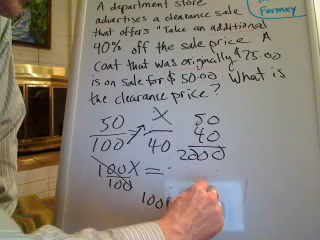 A department store
advertises a clearance sale
that offers "Take an additional
40% off the sale price. A
coat that was originally $75.00
is on sale for $50.00 What is
the clearance price?
50 X 50
100 40 40
2000
100X =
100
100